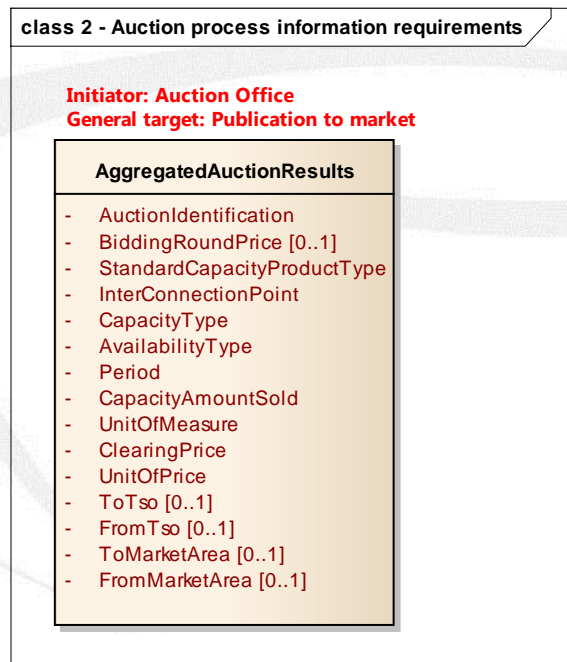 class 2 - Auction process information requirements
Initiator: Auction Office
General target: Publication to market
AggregatedAuctionResults
- AuctionIdentification
- BiddingRoundPrice [0..1]
- StandardCapacityProductType
- InterConnectionPoint
- CapacityType
- AvailabilityType
- Period
- CapacityAmountSold
- UnitOfMeasure
- ClearingPrice
- UnitOfPrice
- ToTso [0..1]
- FromTso [0..1]
- ToMarketArea [0..1]
- FromMarketArea [0..1]